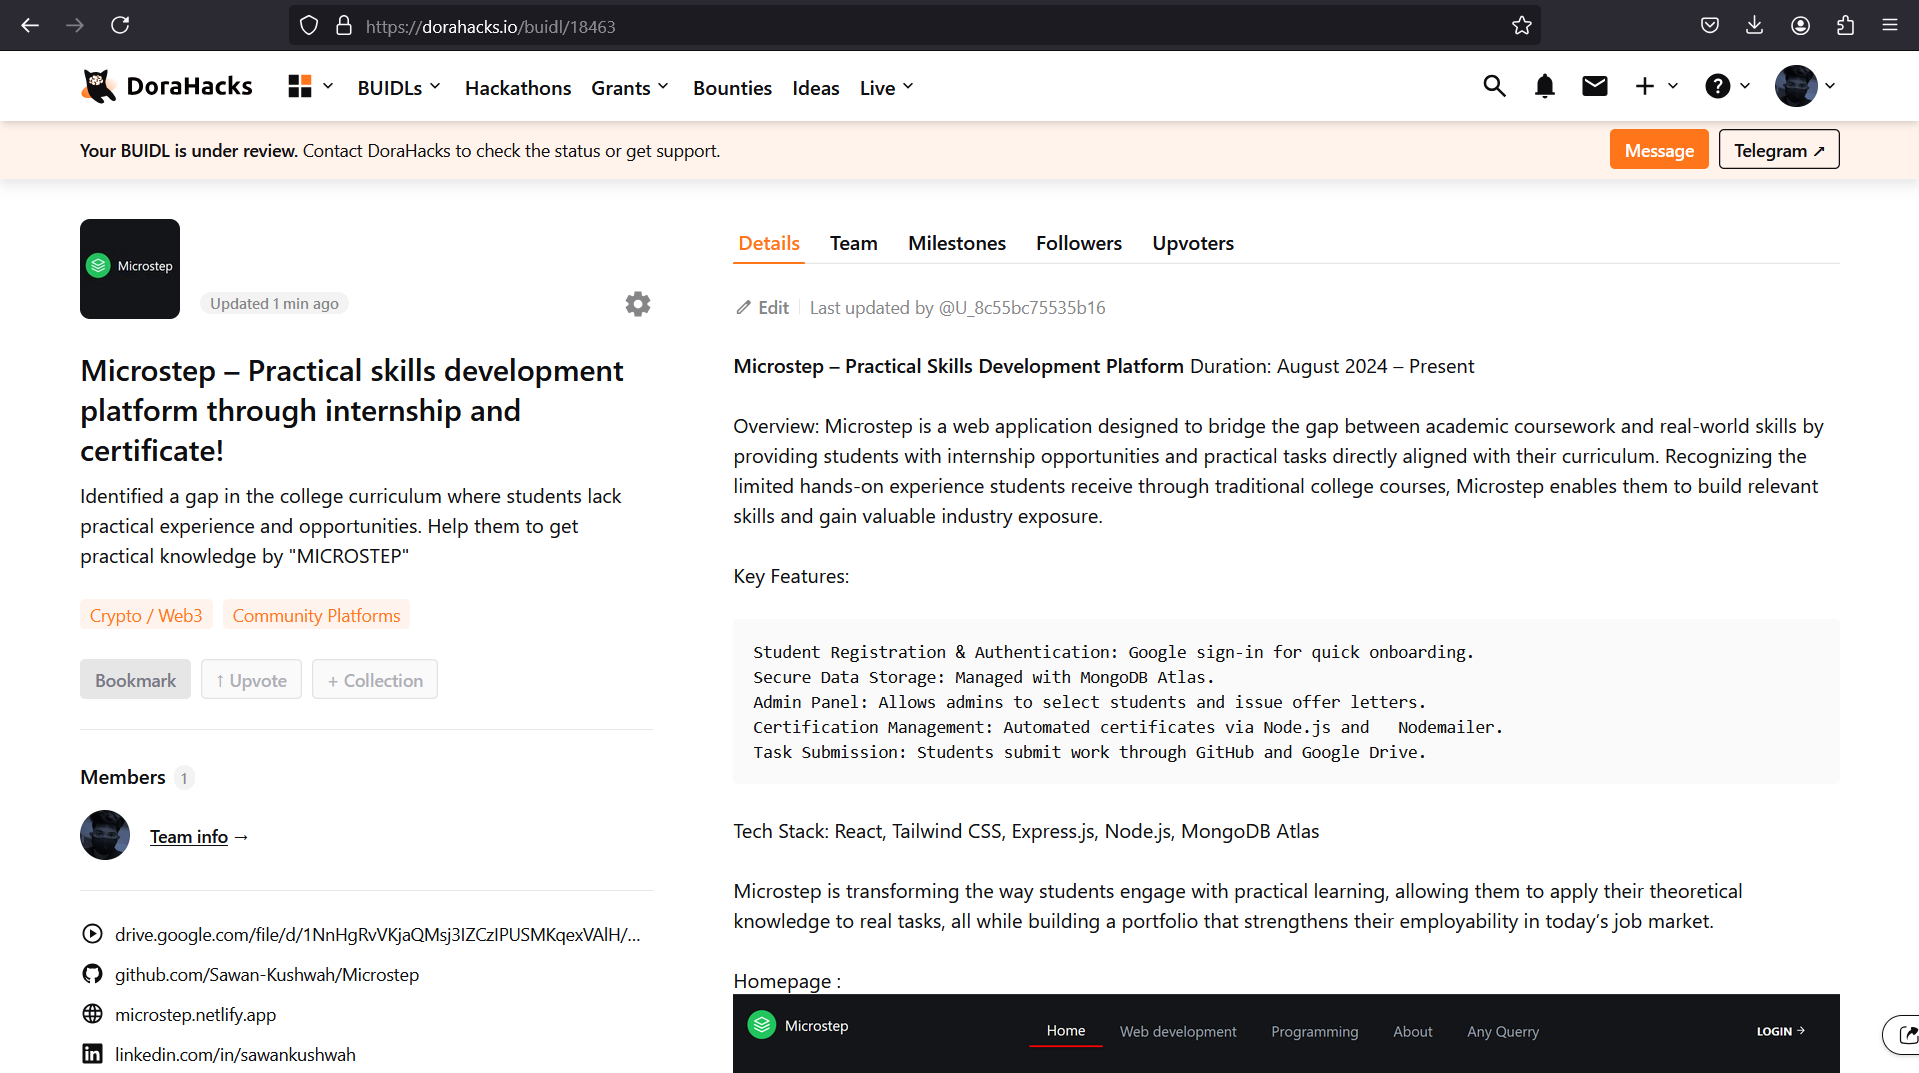 https://dorahacks.io/buidl/18463
DoraHacks
BUIDLs
Hackathons
Grants
Bounties
Ideas
Live
Your BUIDL is under review. Contact DoraHacks to check the status or get support.
Message
Telegram ↗
Microstep
Updated 1 min ago
Microstep – Practical skills development
platform through internship and
certificate!
Identified a gap in the college curriculum where students lack
practical experience and opportunities. Help them to get
practical knowledge by "MICROSTEP"
Crypto / Web3
Community Platforms
Bookmark
↑ Upvote
+ Collection
Members 1
Team info →
drive.google.com/file/d/1NnHgRvVKjaQMsj3IZCzIPUSMKqexVAlH/...
github.com/Sawan-Kushwah/Microstep
microstep.netlify.app
linkedin.com/in/sawankushwah
Details
Team
Milestones
Followers
Upvoters
Edit
Last updated by @U_8c55bc75535b16
Microstep – Practical Skills Development Platform Duration: August 2024 – Present
Overview: Microstep is a web application designed to bridge the gap between academic coursework and real-world skills by
providing students with internship opportunities and practical tasks directly aligned with their curriculum. Recognizing the
limited hands-on experience students receive through traditional college courses, Microstep enables them to build relevant
skills and gain valuable industry exposure.
Key Features:
Student Registration & Authentication: Google sign-in for quick onboarding.
Secure Data Storage: Managed with MongoDB Atlas.
Admin Panel: Allows admins to select students and issue offer letters.
Certification Management: Automated certificates via Node.js and   Nodemailer.
Task Submission: Students submit work through GitHub and Google Drive.
Tech Stack: React, Tailwind CSS, Express.js, Node.js, MongoDB Atlas
Microstep is transforming the way students engage with practical learning, allowing them to apply their theoretical
knowledge to real tasks, all while building a portfolio that strengthens their employability in today's job market.
Homepage :
Microstep
Home
Web development
Programming
About
Any Querry
LOGIN →